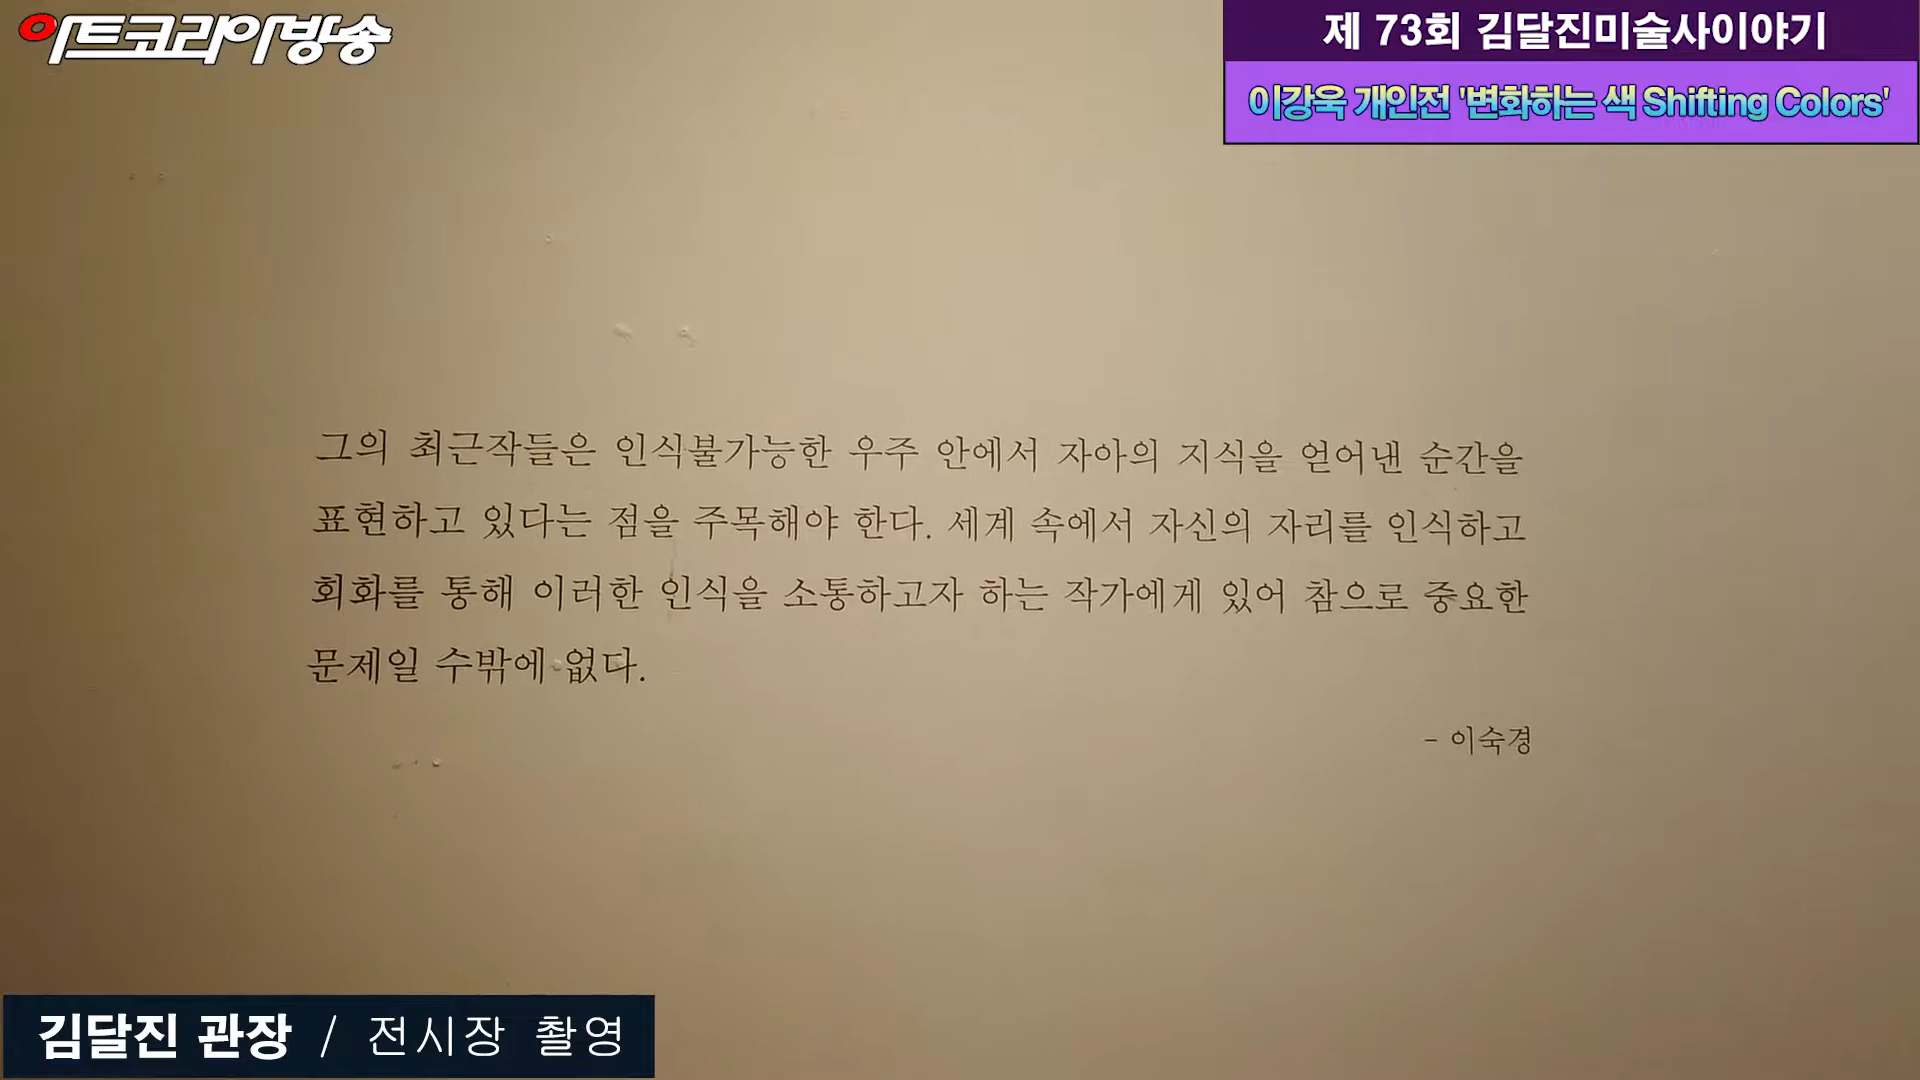 아트코리아방송
제 73회 김달진미술사이야기
이강욱 개인전 '변화하는 색 Shifting Colors'
그의 최근작들은 인식불가능한 우주 안에서 자아의 지식을 얻어낸 순간을
표현하고 있다는 점을 주목해야 한다. 세계 속에서 자신의 자리를 인식하고
회화를 통해 이러한 인식을 소통하고자 하는 작가에게 있어 참으로 중요한
문제일 수밖에 없다.
- 이숙경
김달진 관장 / 전시장 촬영